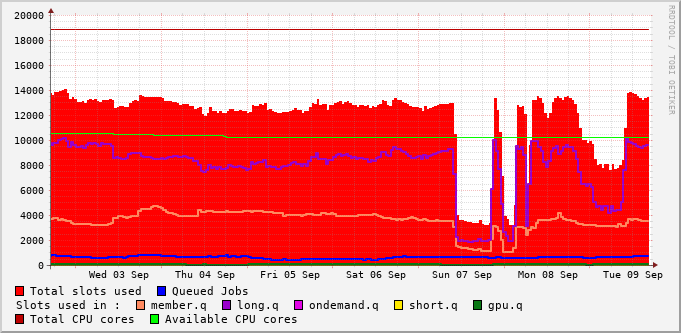 RRDTOOL / TOBI OETIKER
20000
18000
16000
14000
12000
10000
8000
6000
4000
2000
0
Wed 03 Sep Thu 04 Sep Fri 05 Sep Sat 06 Sep Sun 07 Sep Mon 08 Sep Tue 09 Sep
Total slots used Queued Jobs
Slots used in : member.q long.q ondemand.q short.q gpu.q
Total CPU cores Available CPU cores